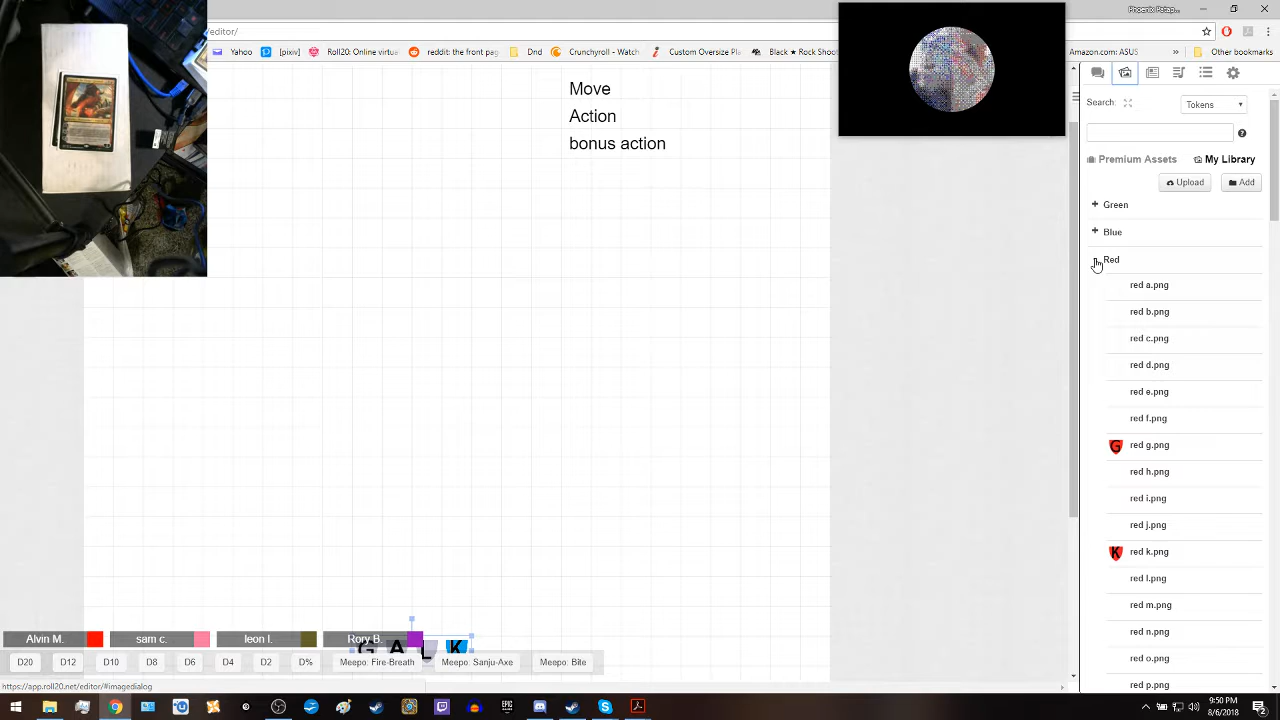 Phoenix Potzo...
editor/
Yahoo
[pixiv]
Roll20: Online virtual
reddit: the front pag
Dnd
Crunchyroll - Watch
Custom Oversize Pla
Black ★ Rock Shoo
Amazon.com ASUS
»
Other bookmarks
Move
Action
bonus action
Search:
Tokens
Premium Assets
My Library
Upload
Add
Green
Blue
Red
red a.png
red b.png
red c.png
red d.png
red e.png
red f.png
G
red g.png
red h.png
red i.png
red j.png
K
red k.png
red l.png
red m.png
red n.png
red o.png
red p.png
Alvin M.
sam c.
leon l.
Rory B.
G A L K
D20
D12
D10
D8
D6
D4
D2
D%
Meepo: Fire-Breath
Meepo: Sanju-Axe
Meepo: Bite
https://app.roll20.net/editor/#imagedialog
EPIC
9:50 PM
8/6/2020